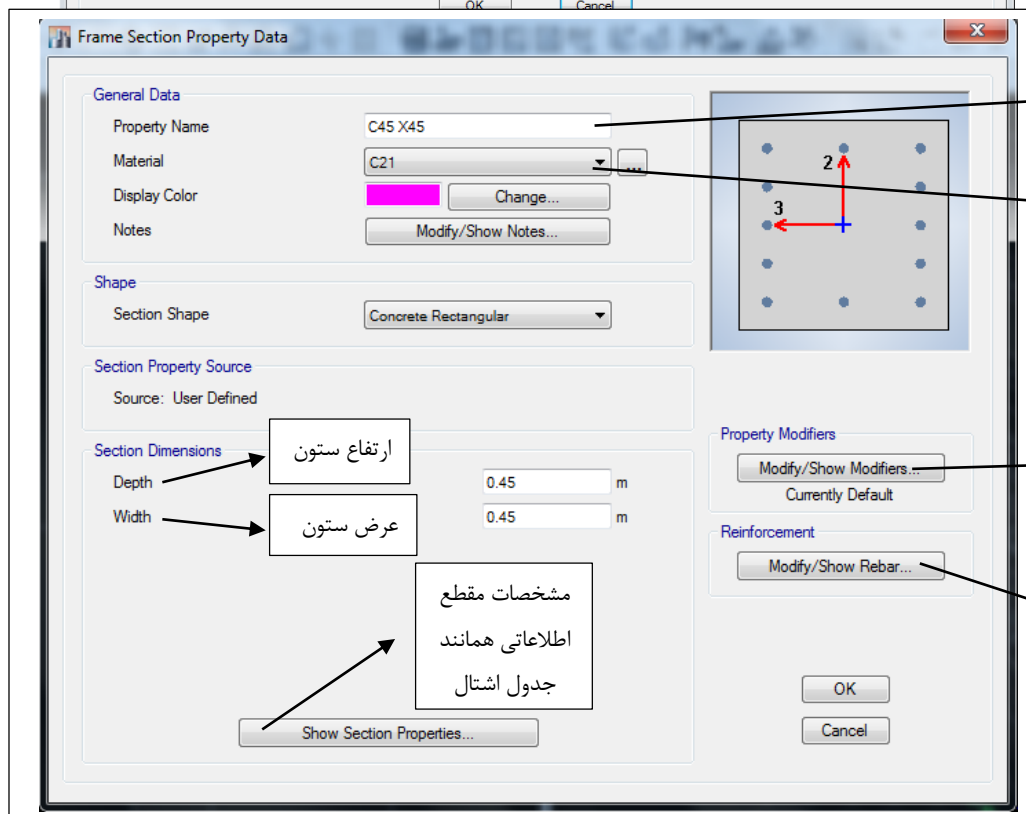 OK Cancel
Frame Section Property Data
General Data
Property Name C45 X45
Material C21 ...
Display Color Change...
Notes Modify/Show Notes...
2
3
Shape
Section Shape Concrete Rectangular
Section Property Source
Source: User Defined
Section Dimensions
ارتفاع ستون
Depth 0.45 m
Width 0.45 m
عرض ستون
مشخصات مقطع
اطلاعاتی همانند
جدول اشتال
Show Section Properties...
Property Modifiers
Modify/Show Modifiers...
Currently Default
Reinforcement
Modify/Show Rebar...
OK
Cancel